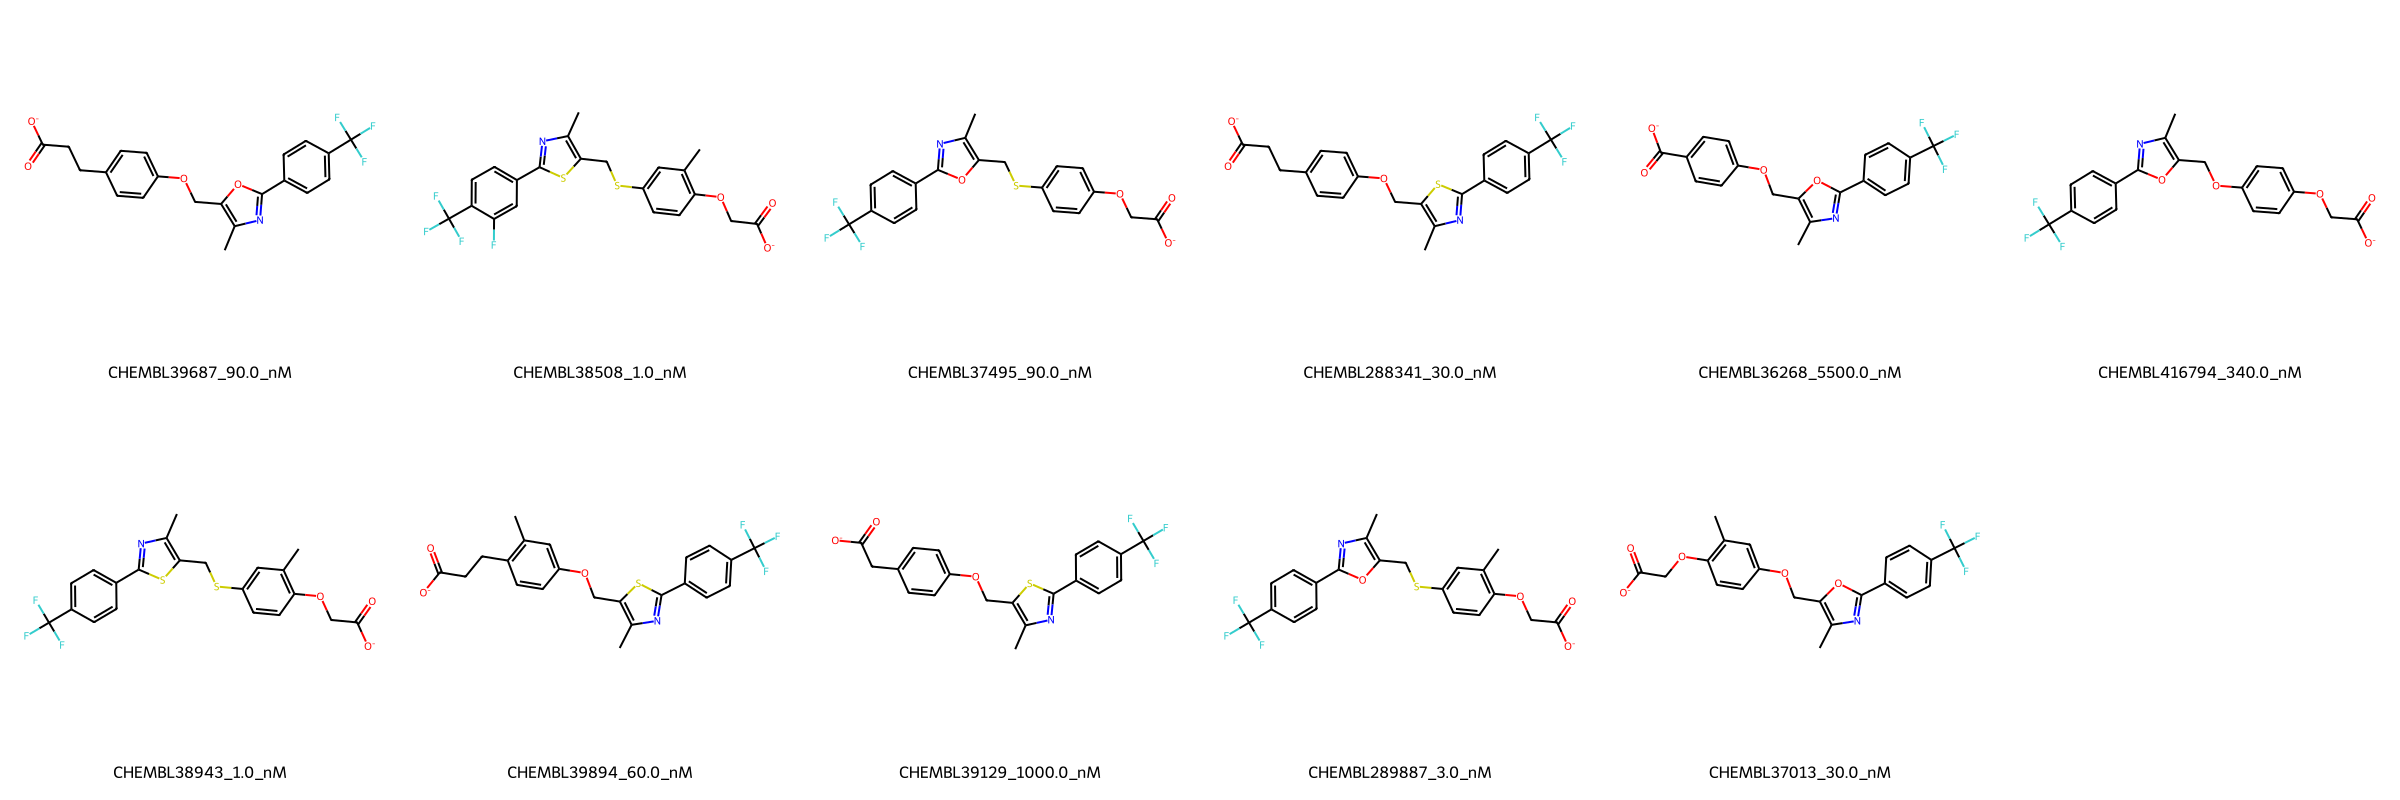 CHEMBL39687_90.0_nM
CHEMBL38508_1.0_nM
CHEMBL37495_90.0_nM
CHEMBL288341_30.0_nM
CHEMBL36268_5500.0_nM
CHEMBL416794_340.0_nM
CHEMBL38943_1.0_nM
CHEMBL39894_60.0_nM
CHEMBL39129_1000.0_nM
CHEMBL289887_3.0_nM
CHEMBL37013_30.0_nM